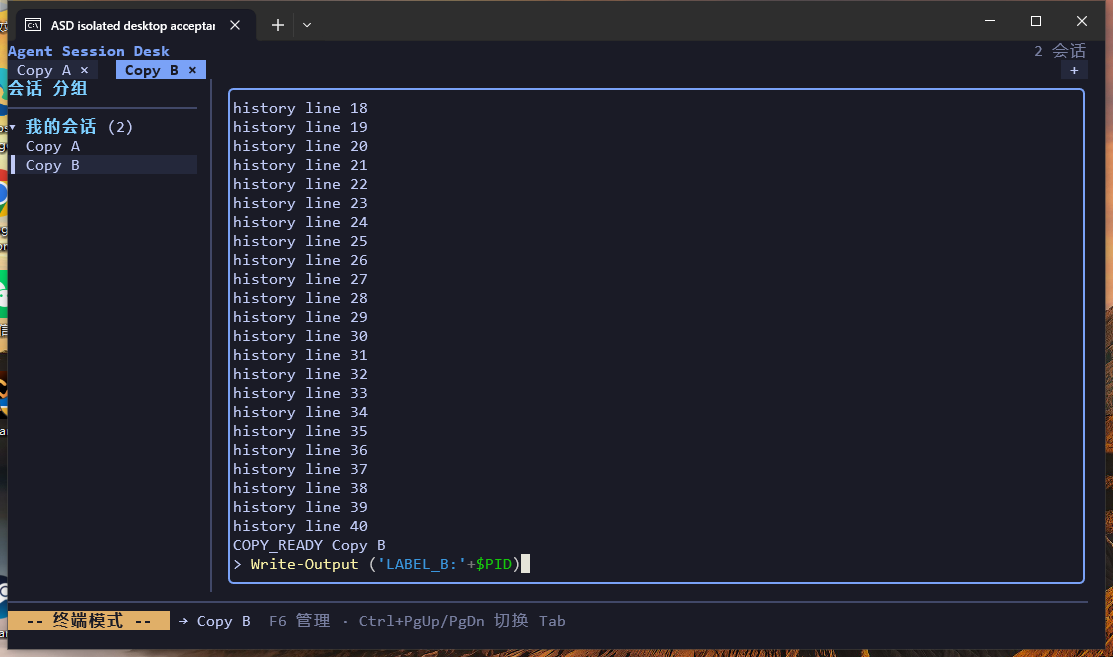 ASD isolated desktop acceptar
Agent Session Desk
2 会话
Copy A × Copy B ×
+
会话 分组
▾ 我的会话 (2)
Copy A
Copy B
history line 18
history line 19
history line 20
history line 21
history line 22
history line 23
history line 24
history line 25
history line 26
history line 27
history line 28
history line 29
history line 30
history line 31
history line 32
history line 33
history line 34
history line 35
history line 36
history line 37
history line 38
history line 39
history line 40
COPY_READY Copy B
> Write-Output ('LABEL_B:'+$PID)
-- 终端模式 -- → Copy B F6 管理 · Ctrl+PgUp/PgDn 切换 Tab